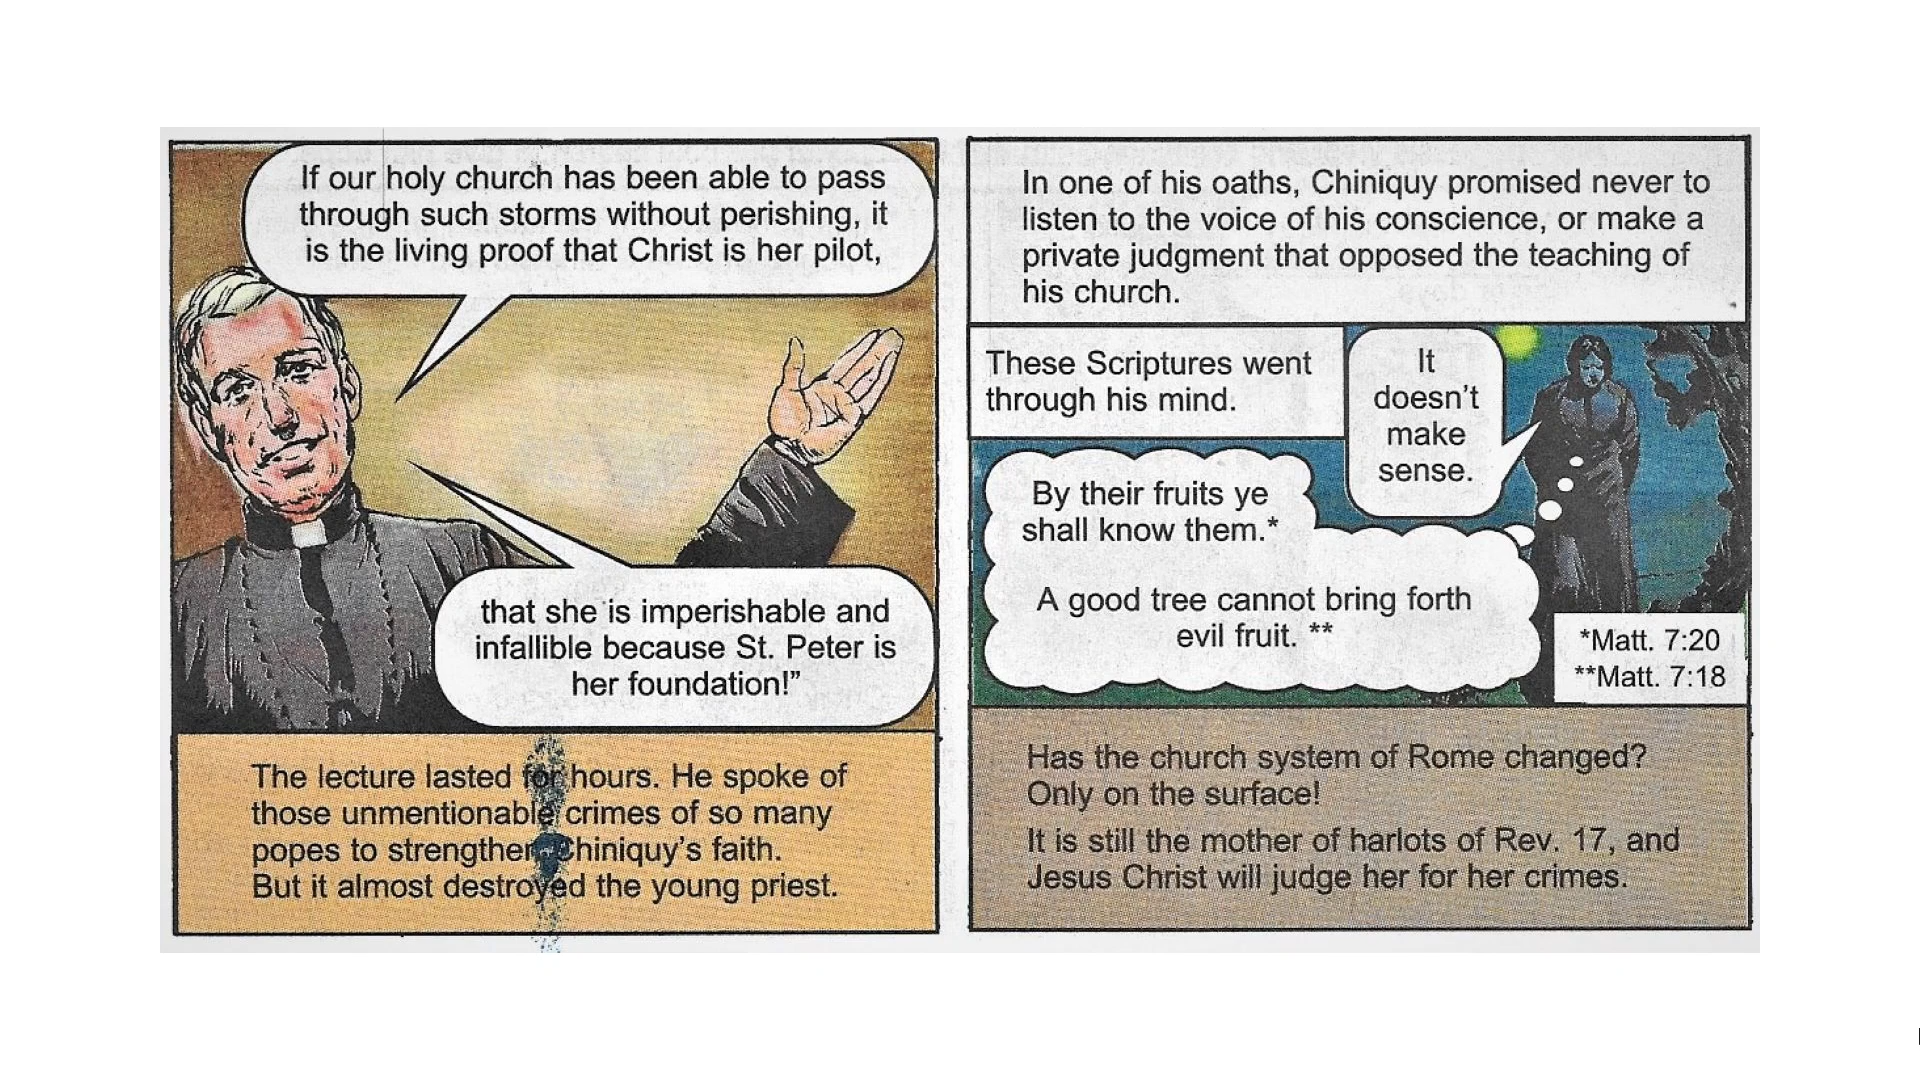 If our holy church has been able to pass
through such storms without perishing, it
is the living proof that Christ is her pilot,
that she is imperishable and
infallible because St. Peter is
her foundation!”
The lecture lasted for hours. He spoke of
those unmentionable crimes of so many
popes to strengthen Chiniquy's faith.
But it almost destroyed the young priest.
In one of his oaths, Chiniquy promised never to
listen to the voice of his conscience, or make a
private judgment that opposed the teaching of
his church.
These Scriptures went
through his mind.
It
doesn't
make
sense.
By their fruits ye
shall know them.*
A good tree cannot bring forth
evil fruit. **
*Matt. 7:20
**Matt. 7:18
Has the church system of Rome changed?
Only on the surface!
It is still the mother of harlots of Rev. 17, and
Jesus Christ will judge her for her crimes.